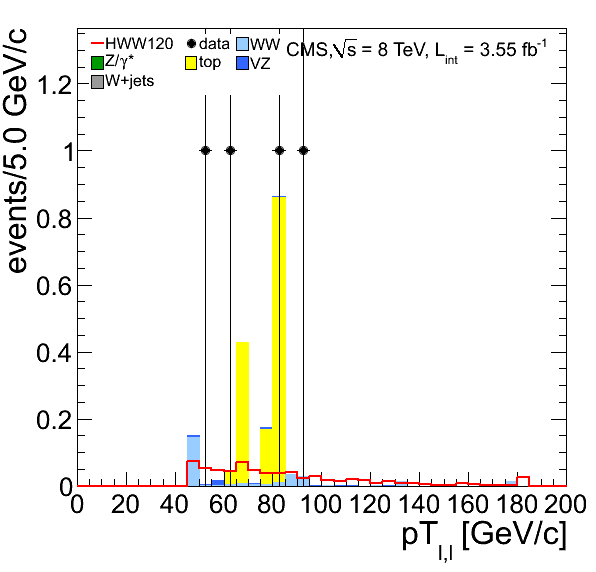 HWW120 data WW
Z/γ* top VZ
W+jets
CMS, √s = 8 TeV, L_int = 3.55 fb⁻¹
events/5.0 GeV/c
1.2
1
0.8
0.6
0.4
0.2
0
0 20 40 60 80 100 120 140 160 180 200
pT_l,l [GeV/c]